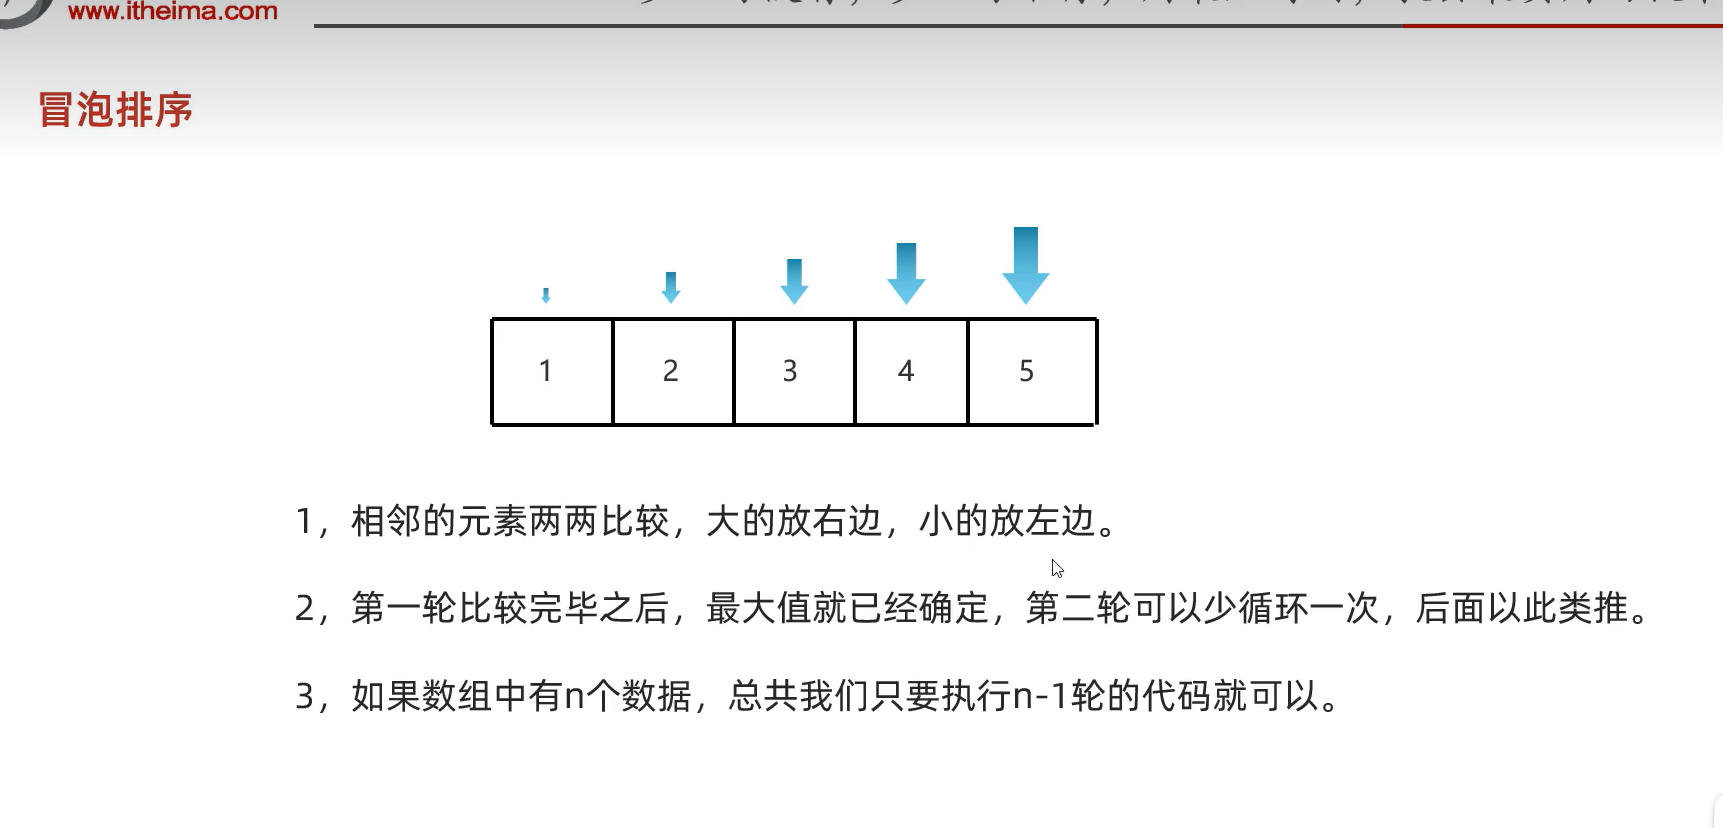 www.itheima.com
冒泡排序
1 2 3 4 5
1，相邻的元素两两比较，大的放右边，小的放左边。
2，第一轮比较完毕之后，最大值就已经确定，第二轮可以少循环一次，后面以此类推。
3，如果数组中有n个数据，总共我们只要执行n-1轮的代码就可以。